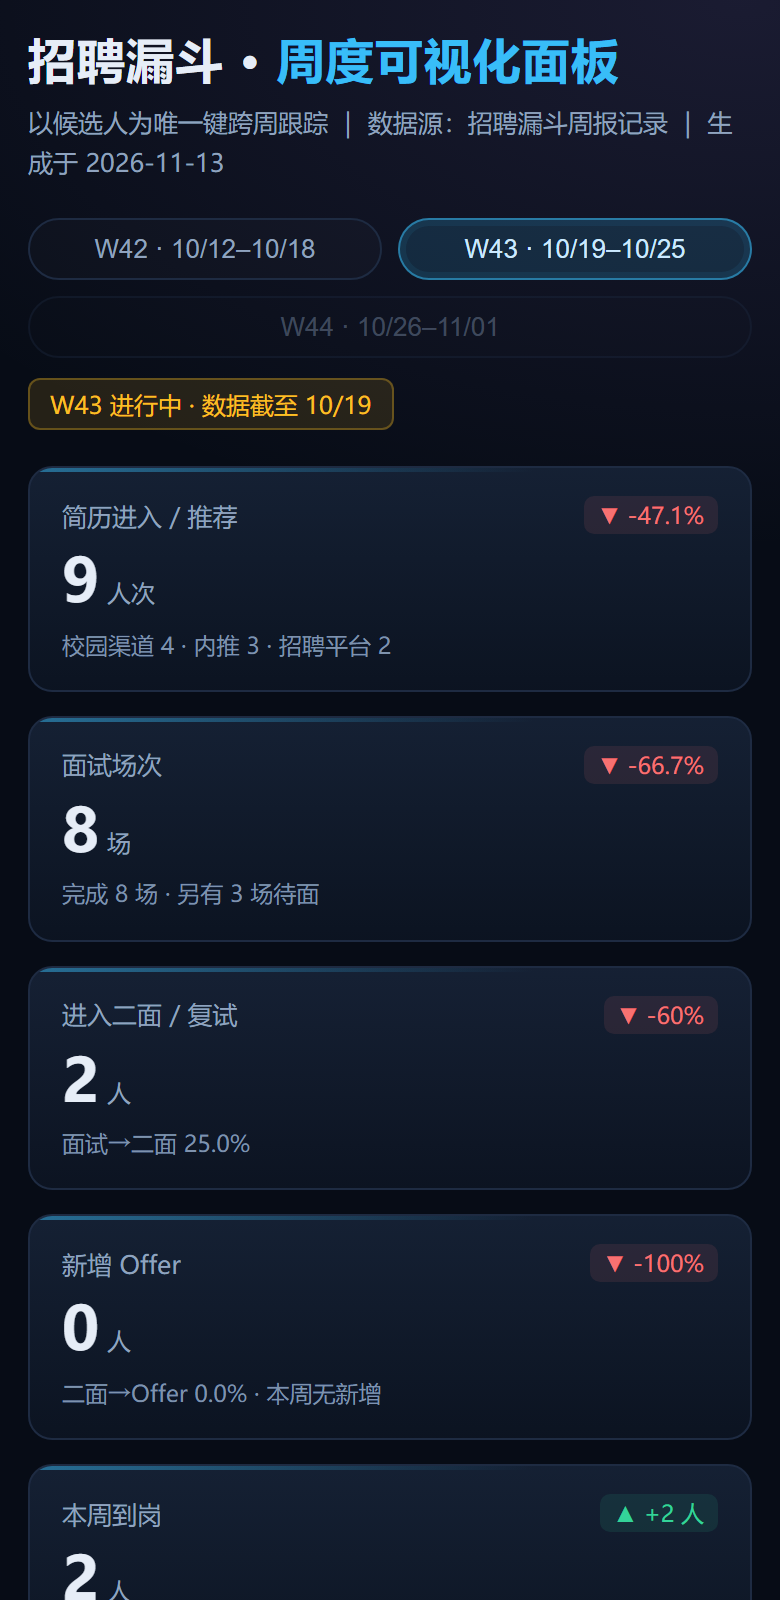 招聘漏斗 · 周度可视化面板
以候选人为唯一键跨周跟踪 | 数据源：招聘漏斗周报记录 | 生
成于 2026-11-13
W42 · 10/12–10/18
W43 · 10/19–10/25
W44 · 10/26–11/01
W43 进行中 · 数据截至 10/19
简历进入 / 推荐
▼ -47.1%
9 人次
校园渠道 4 · 内推 3 · 招聘平台 2
面试场次
▼ -66.7%
8 场
完成 8 场 · 另有 3 场待面
进入二面 / 复试
▼ -60%
2 人
面试→二面 25.0%
新增 Offer
▼ -100%
0 人
二面→Offer 0.0% · 本周无新增
本周到岗
▲ +2 人
2 人